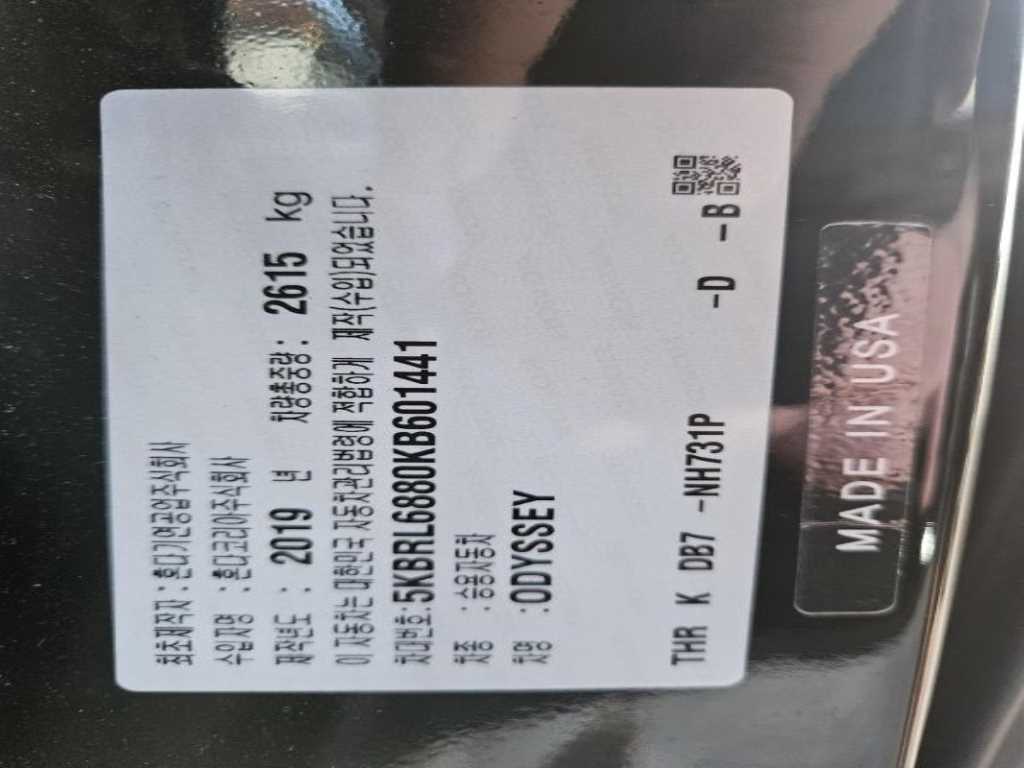 최초제작자 : 혼다기연공업주식회사
수입자명 : 혼다코리아주식회사
제작년도 : 2019 년 차량총중량: 2615 kg
이 자동차는 대한민국 자동차관리법령에 적합하게 제작(수입)되었습니다.
차대번호: 5KBRL6880KB601441
차종 : 승용자동차
차명 : ODYSSEY
THR K DB7 -NH731P -D -B
MADE IN USA